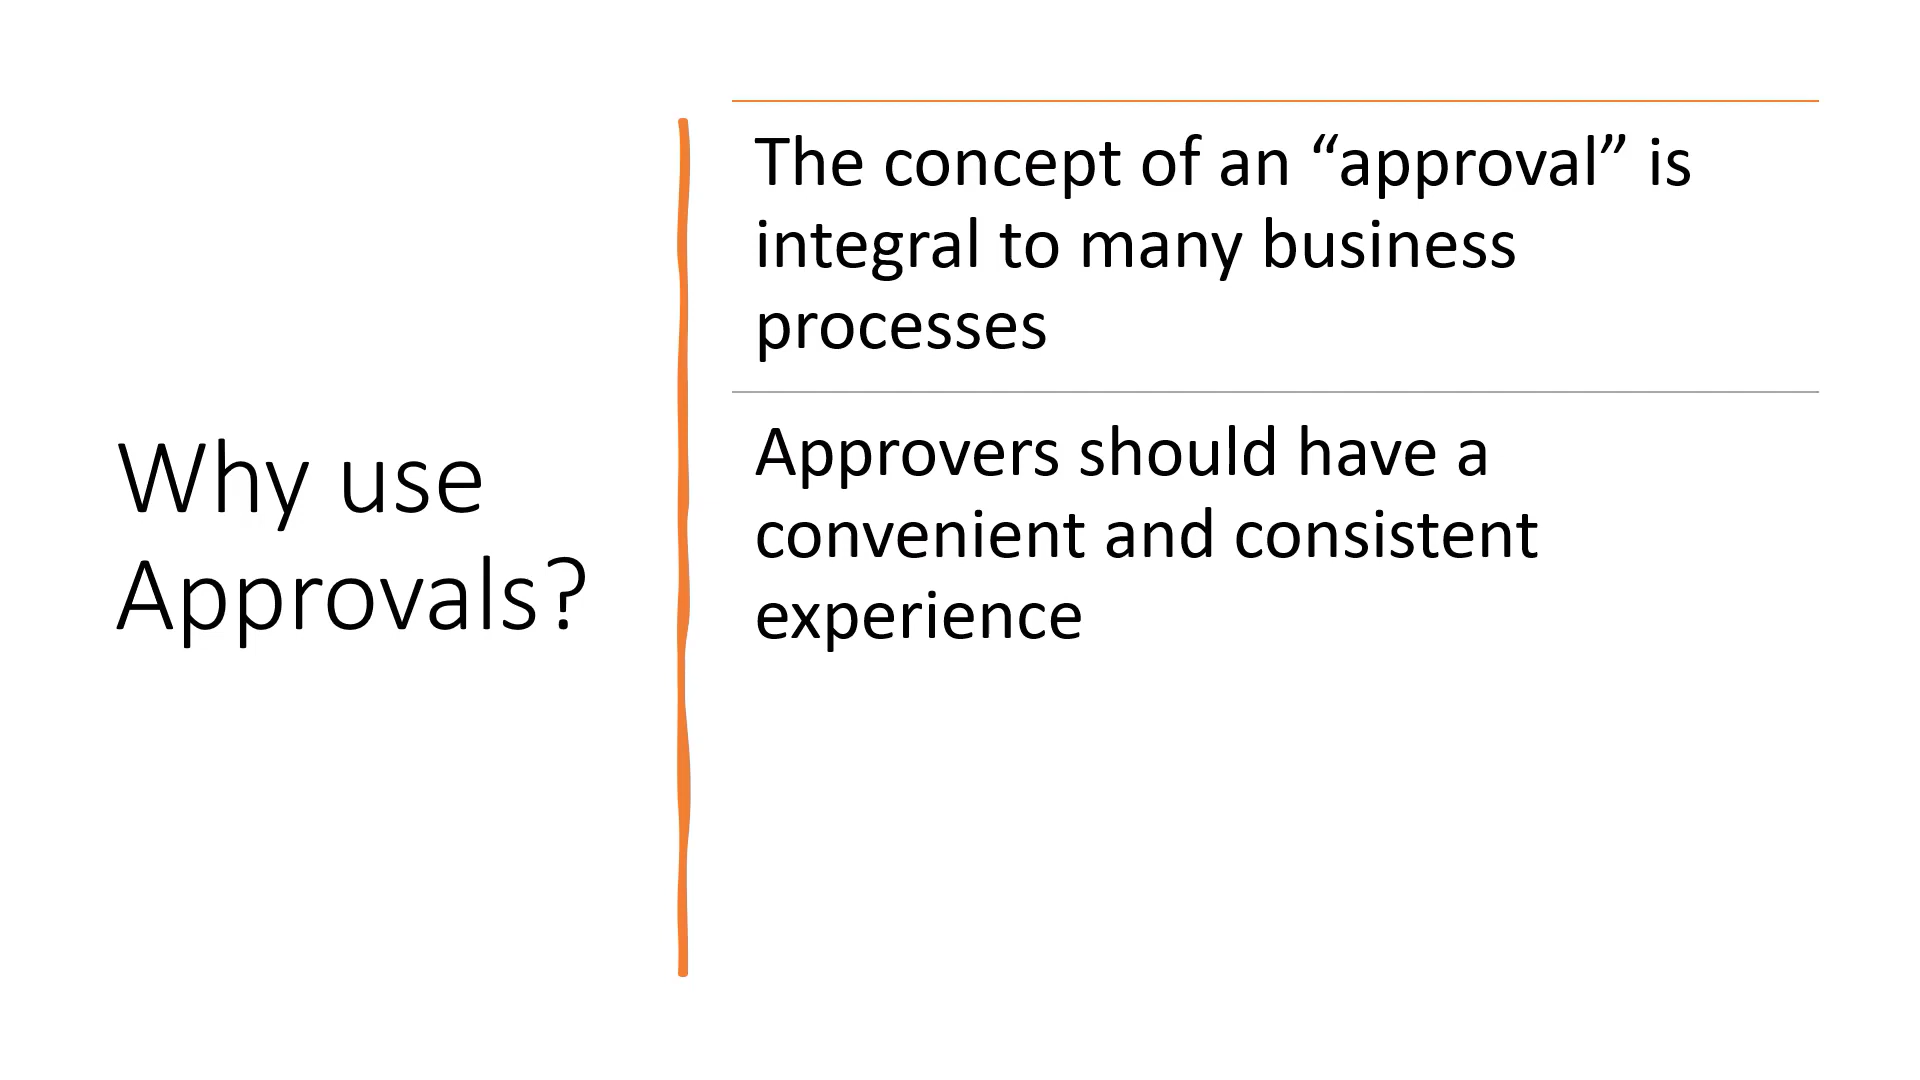 Why use
Approvals?
The concept of an “approval” is
integral to many business
processes
Approvers should have a
convenient and consistent
experience